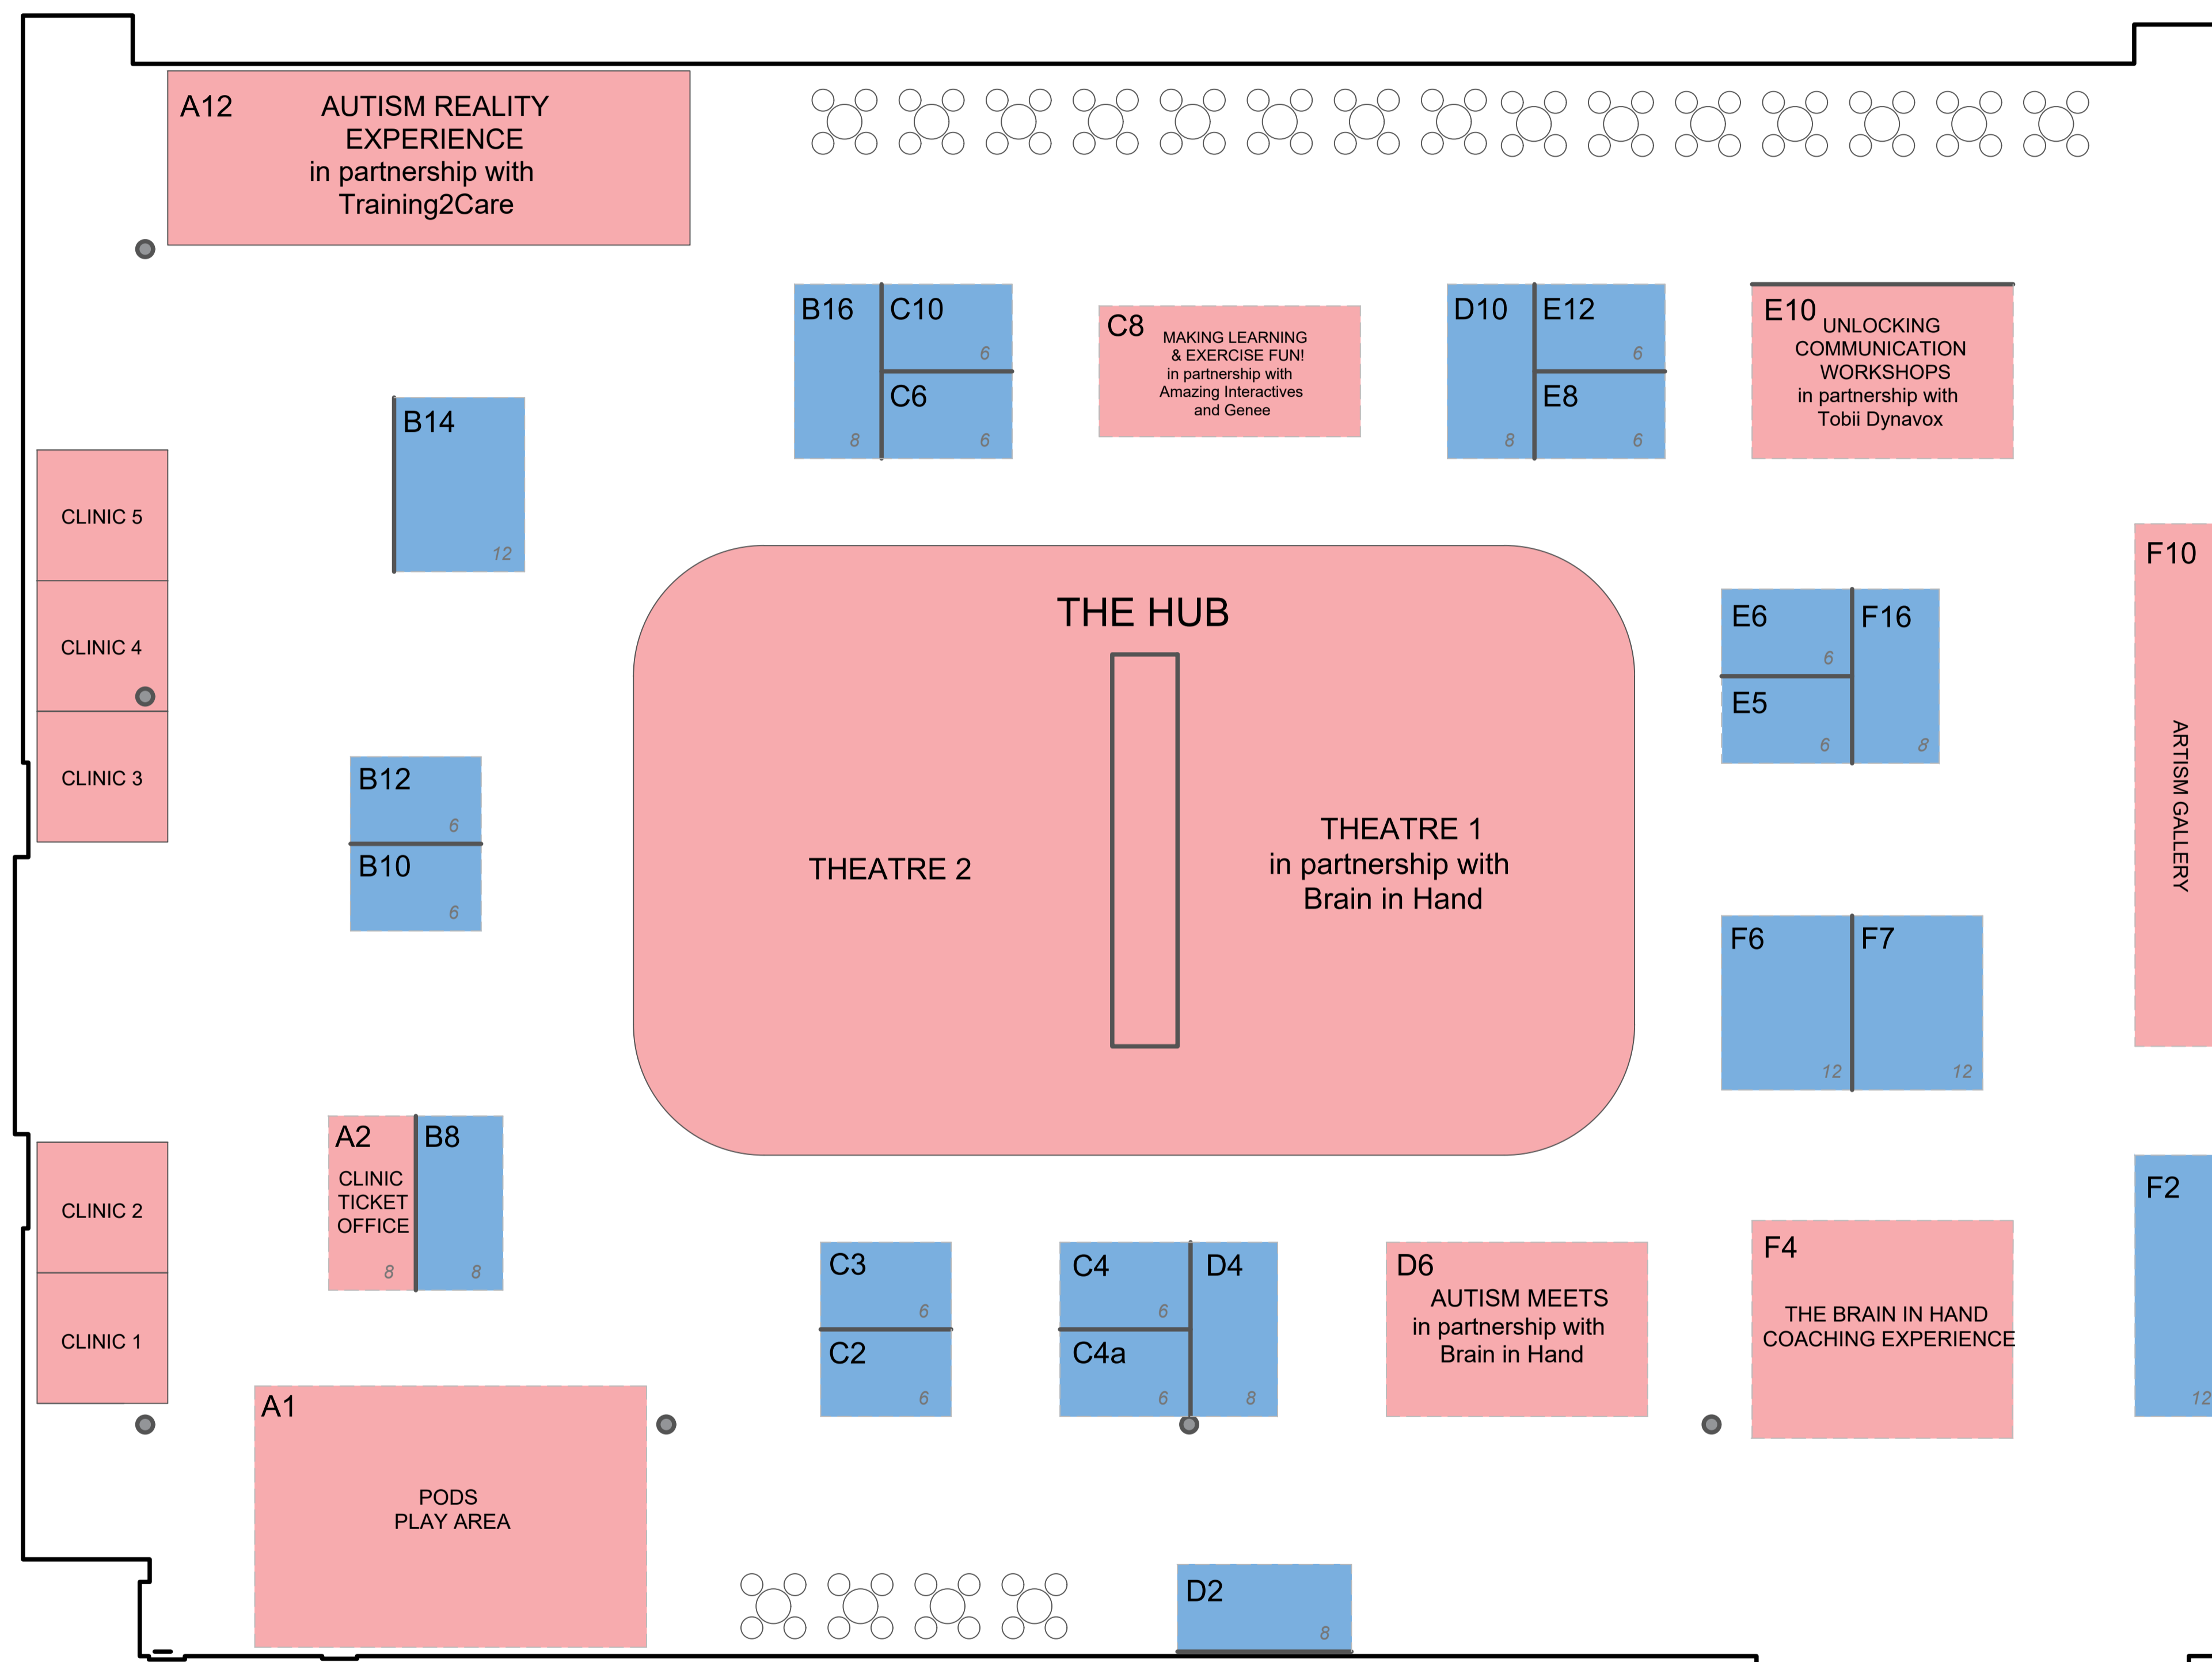 A12
AUTISM REALITY
EXPERIENCE
in partnership with
Training2Care
B16
8
C10
6
C6
6
C8
MAKING LEARNING
& EXERCISE FUN!
in partnership with
Amazing Interactives
and Genee
D10
8
E12
6
E8
6
E10
UNLOCKING
COMMUNICATION
WORKSHOPS
in partnership with
Tobii Dynavox
B14
12
CLINIC 5
CLINIC 4
CLINIC 3
THE HUB
THEATRE 2
THEATRE 1
in partnership with
Brain in Hand
E6
6
E5
6
F16
8
F10
ARTISM GALLERY
B12
6
B10
6
F6
12
F7
12
A2
CLINIC
TICKET
OFFICE
8
B8
8
CLINIC 2
CLINIC 1
C3
6
C2
6
C4
6
C4a
6
D4
8
D6
AUTISM MEETS
in partnership with
Brain in Hand
F4
THE BRAIN IN HAND
COACHING EXPERIENCE
F2
12
A1
PODS
PLAY AREA
D2
8